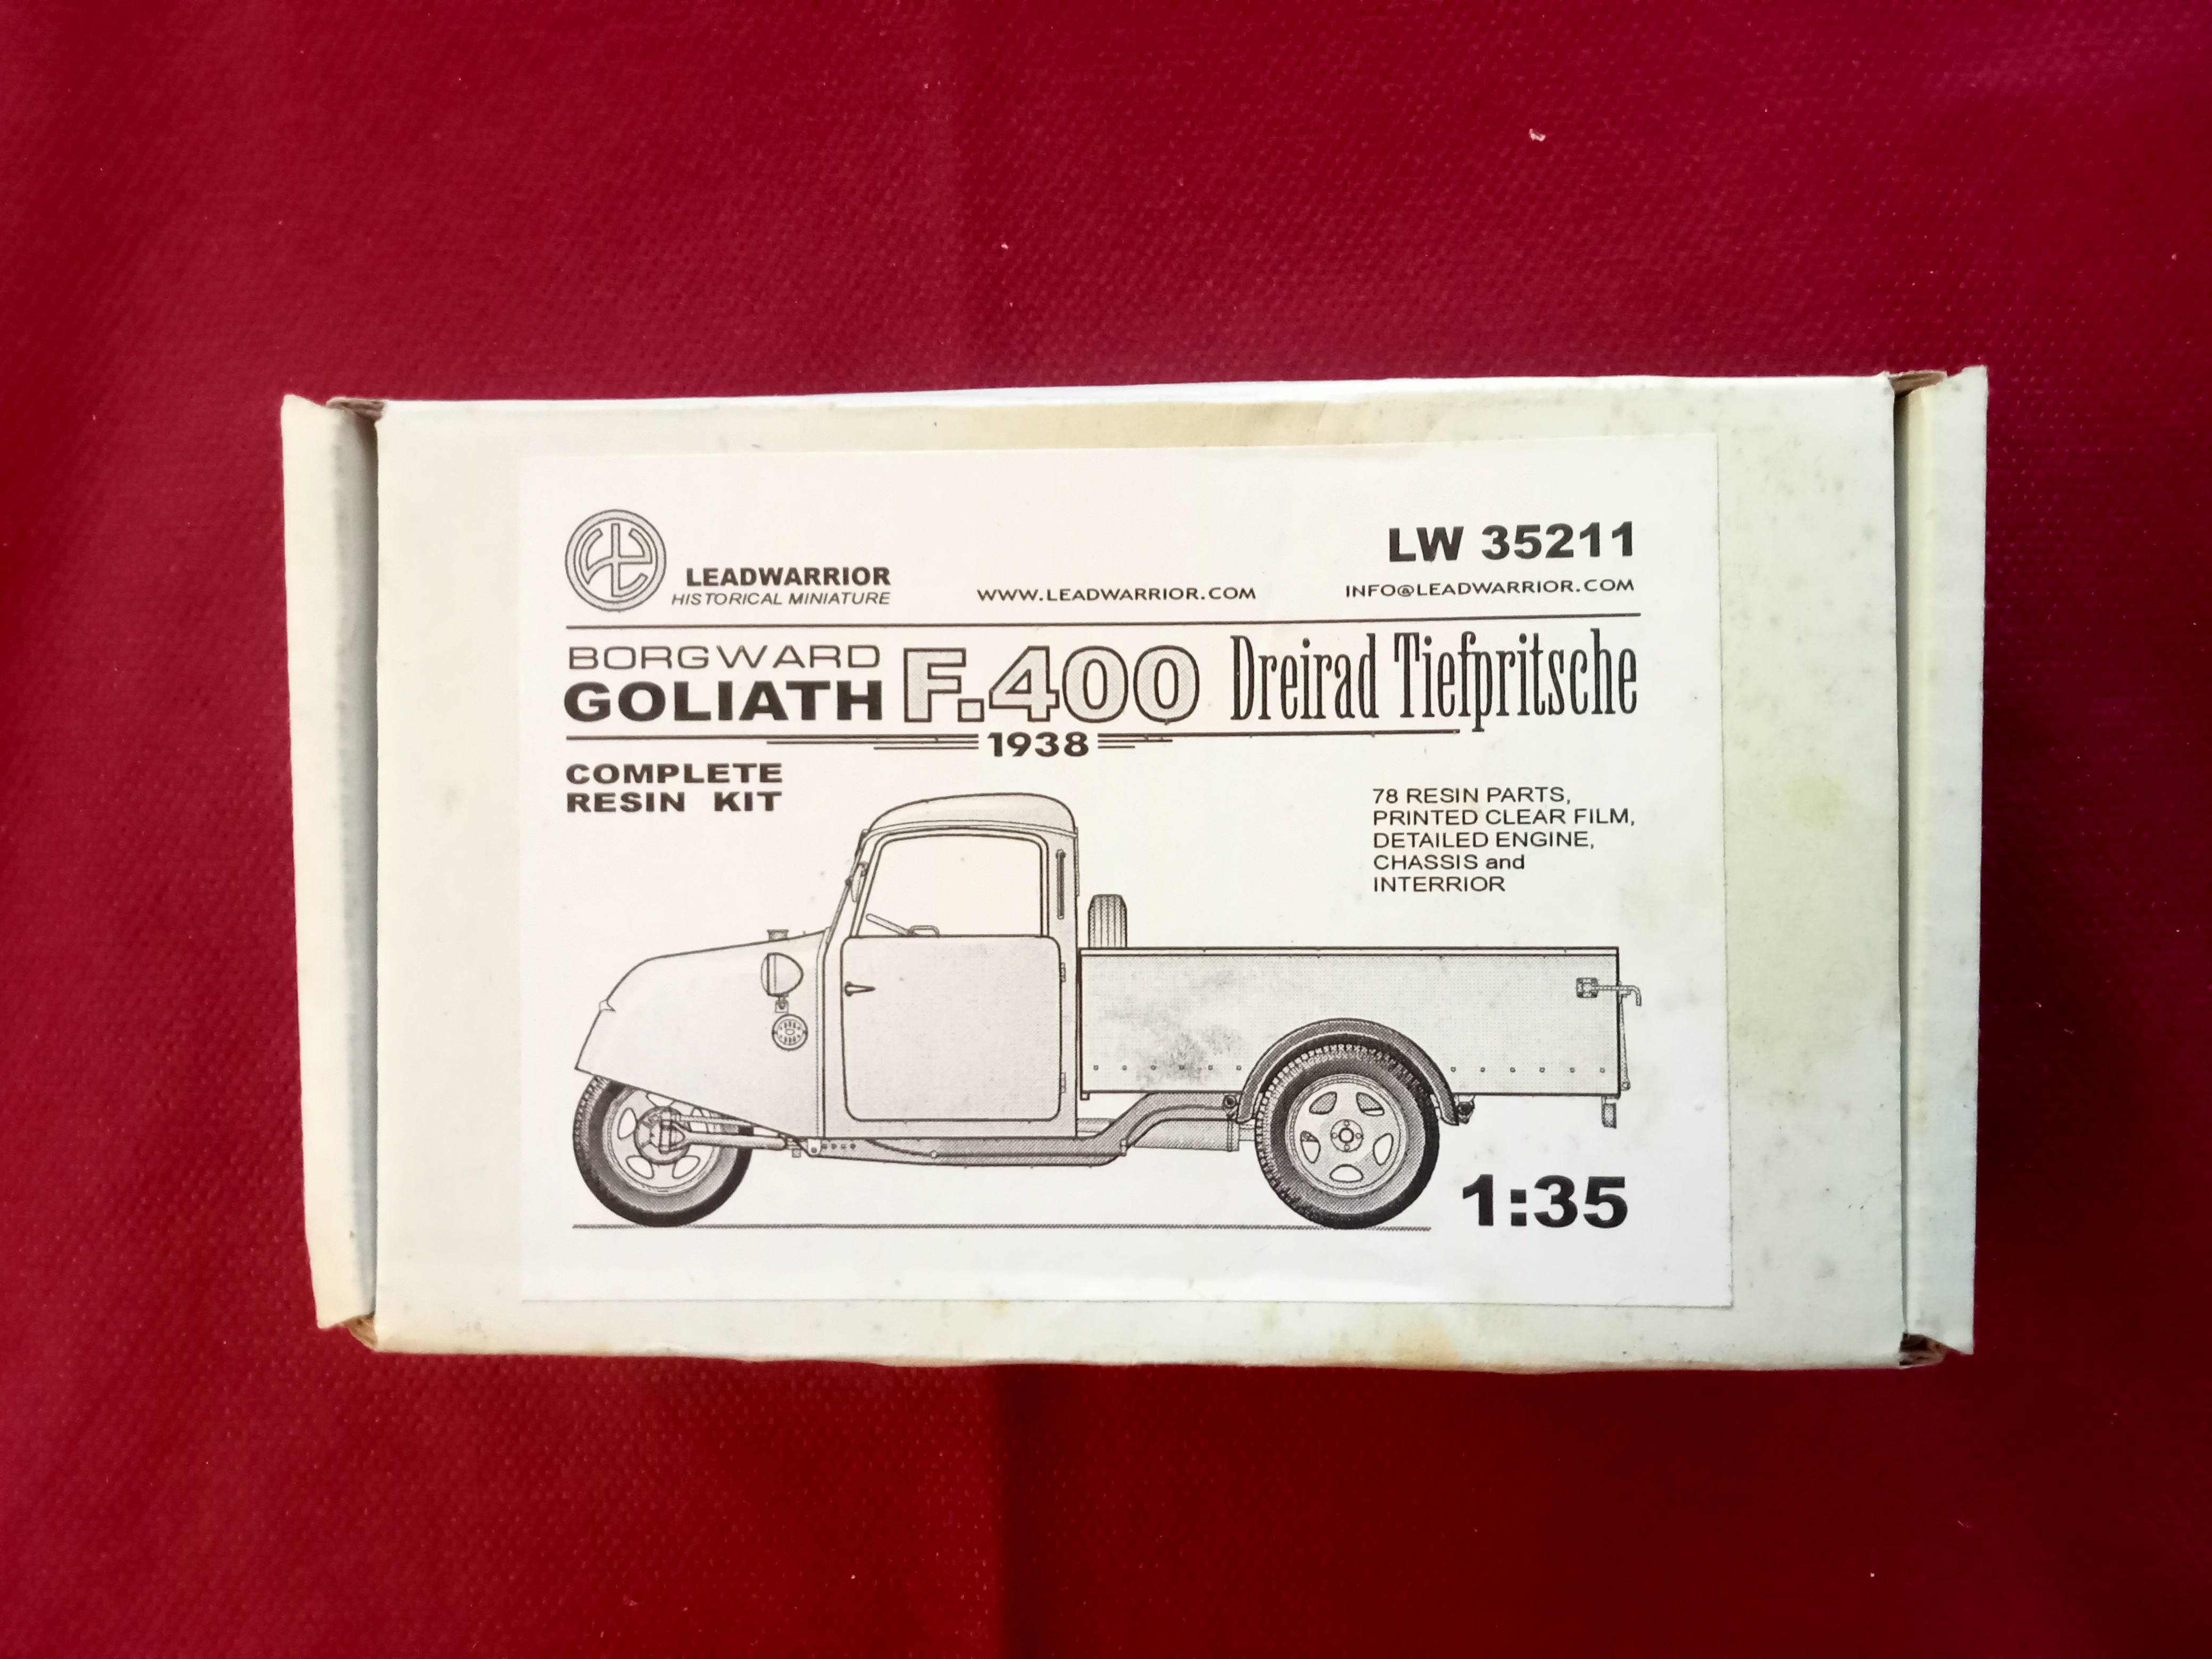 LEADWARRIOR
HISTORICAL MINIATURE
WWW.LEADWARRIOR.COM
LW 35211
INFO@LEADWARRIOR.COM
BORGWARD
GOLIATH
F.400
Dreirad Tiefpritsche
1938
COMPLETE
RESIN KIT
78 RESIN PARTS,
PRINTED CLEAR FILM,
DETAILED ENGINE,
CHASSIS and
INTERRIOR
1:35